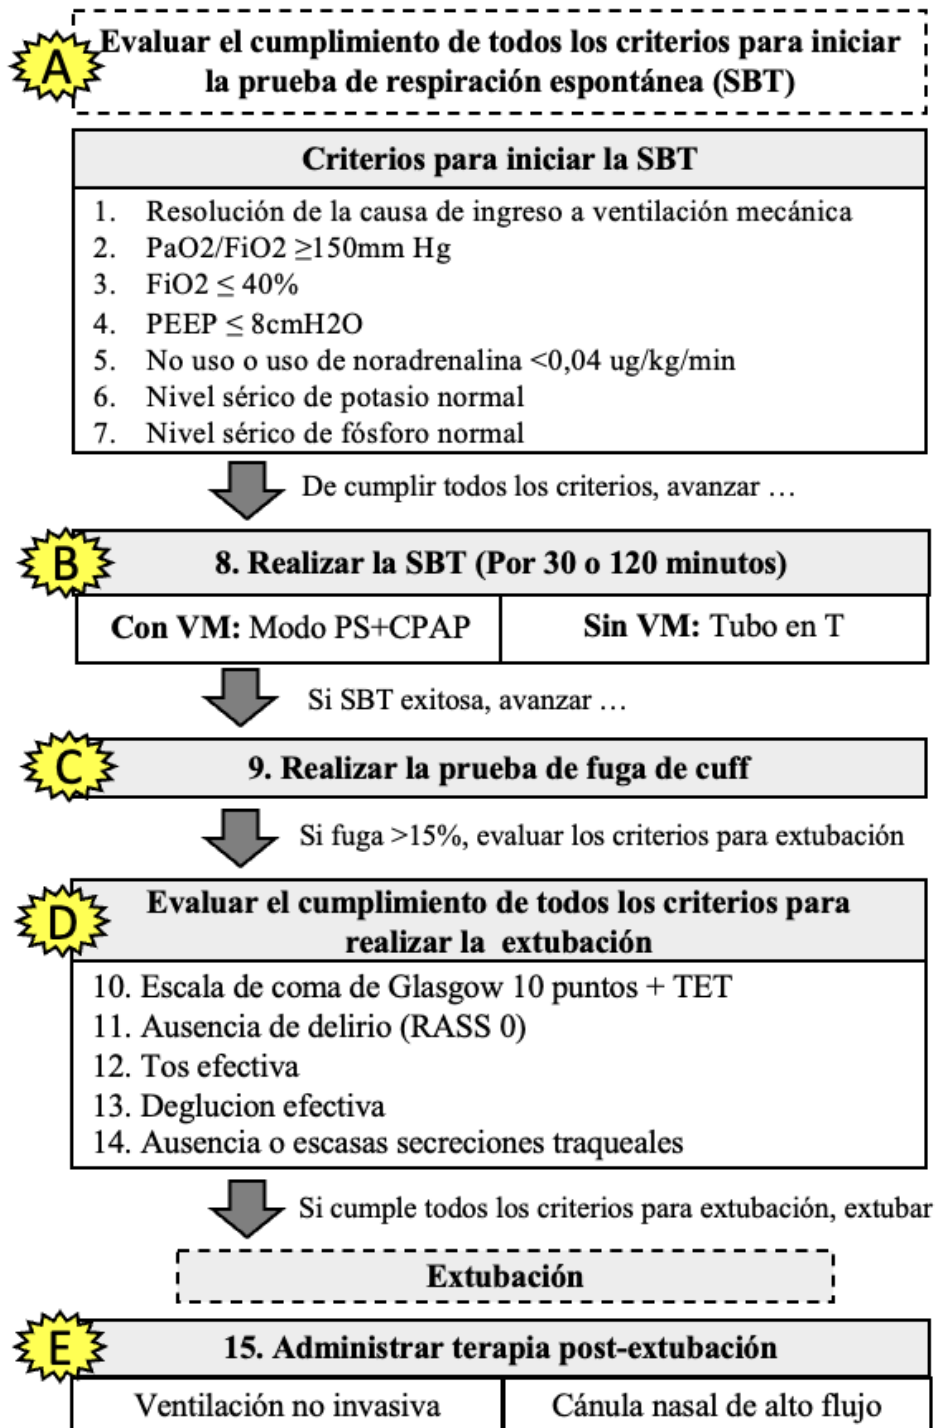 A
Evaluar el cumplimiento de todos los criterios para iniciar
la prueba de respiración espontánea (SBT)
Criterios para iniciar la SBT
1. Resolución de la causa de ingreso a ventilación mecánica
2. PaO2/FiO2 ≥150mm Hg
3. FiO2 ≤ 40%
4. PEEP ≤ 8cmH2O
5. No uso o uso de noradrenalina <0,04 ug/kg/min
6. Nivel sérico de potasio normal
7. Nivel sérico de fósforo normal
De cumplir todos los criterios, avanzar …
B
8. Realizar la SBT (Por 30 o 120 minutos)
Con VM: Modo PS+CPAP
Sin VM: Tubo en T
Si SBT exitosa, avanzar …
C
9. Realizar la prueba de fuga de cuff
Si fuga >15%, evaluar los criterios para extubación
D
Evaluar el cumplimiento de todos los criterios para
realizar la extubación
10. Escala de coma de Glasgow 10 puntos + TET
11. Ausencia de delirio (RASS 0)
12. Tos efectiva
13. Deglucion efectiva
14. Ausencia o escasas secreciones traqueales
Si cumple todos los criterios para extubación, extubar
Extubación
E
15. Administrar terapia post-extubación
Ventilación no invasiva
Cánula nasal de alto flujo